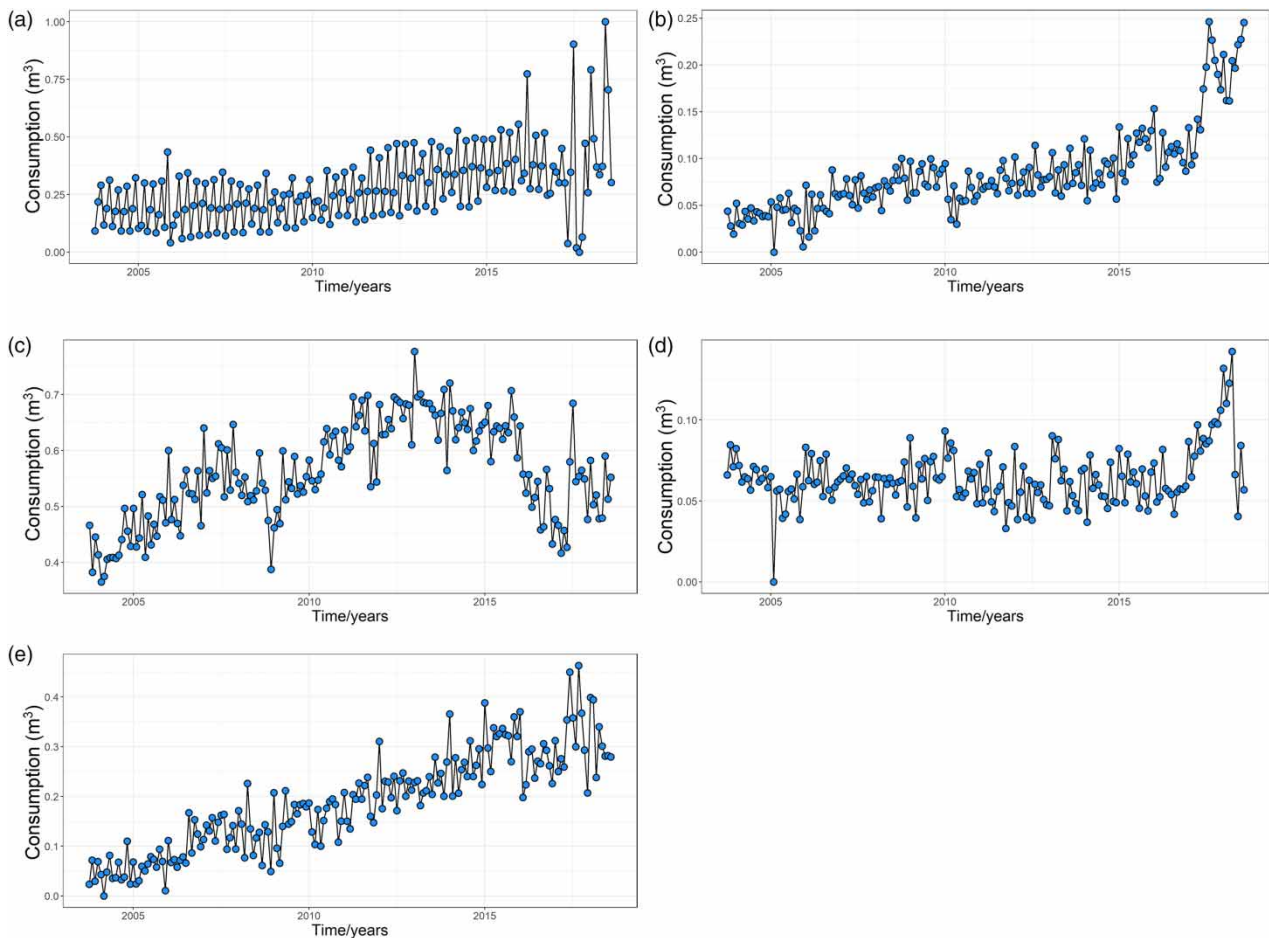 (a)
1.00
0.75
0.50
0.25
0.00
Consumption (m³)
2005
2010
2015
Time/years
(b)
0.25
0.20
0.15
0.10
0.05
0.00
Consumption (m³)
2005
2010
2015
Time/years
(c)
0.7
0.6
0.5
0.4
Consumption (m³)
2005
2010
2015
Time/years
(d)
0.10
0.05
0.00
Consumption (m³)
2005
2010
2015
Time/years
(e)
0.4
0.3
0.2
0.1
0.0
Consumption (m³)
2005
2010
2015
Time/years